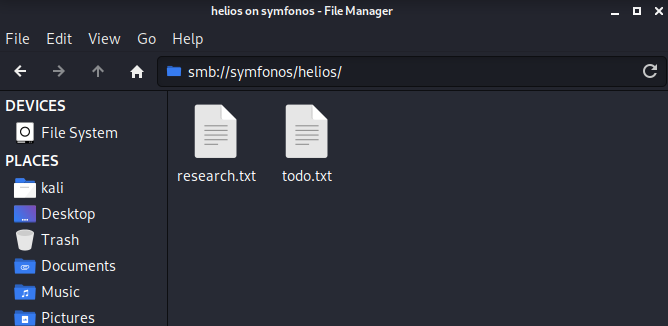 helios on symfonos - File Manager
File Edit View Go Help
smb://symfonos/helios/
DEVICES
File System
PLACES
kali
Desktop
Trash
Documents
Music
Pictures
research.txt todo.txt